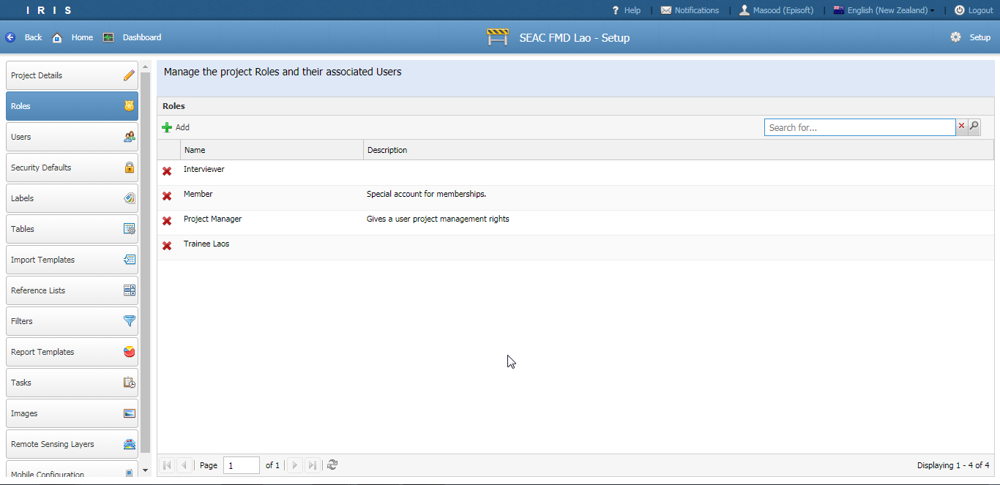 I R I S
? Help
Notifications
Masood (Episoft)
English (New Zealand)
Logout
Back
Home
Dashboard
SEAC FMD Lao - Setup
Setup
Project Details
Roles
Users
Security Defaults
Labels
Tables
Import Templates
Reference Lists
Filters
Report Templates
Tasks
Images
Remote Sensing Layers
Mobile Configuration
Manage the project Roles and their associated Users
Roles
Add
Search for...
Name Description
Interviewer
Member Special account for memberships.
Project Manager Gives a user project management rights
Trainee Laos
Page 1 of 1
Displaying 1 - 4 of 4